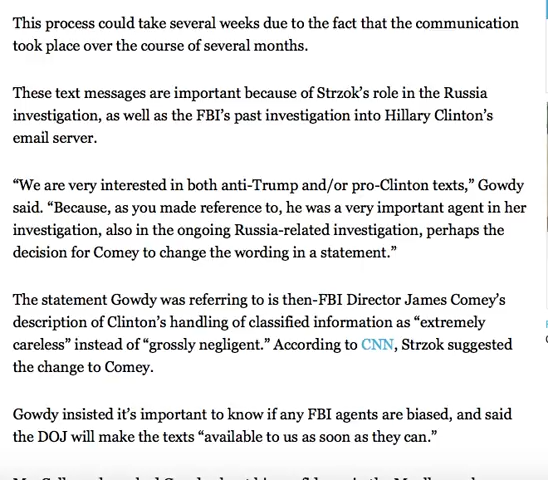 This process could take several weeks due to the fact that the communication
took place over the course of several months.
These text messages are important because of Strzok’s role in the Russia
investigation, as well as the FBI’s past investigation into Hillary Clinton’s
email server.
“We are very interested in both anti-Trump and/or pro-Clinton texts,” Gowdy
said. “Because, as you made reference to, he was a very important agent in her
investigation, also in the ongoing Russia-related investigation, perhaps the
decision for Comey to change the wording in a statement.”
The statement Gowdy was referring to is then-FBI Director James Comey’s
description of Clinton’s handling of classified information as “extremely
careless” instead of “grossly negligent.” According to CNN, Strzok suggested
the change to Comey.
Gowdy insisted it’s important to know if any FBI agents are biased, and said
the DOJ will make the texts “available to us as soon as they can.”